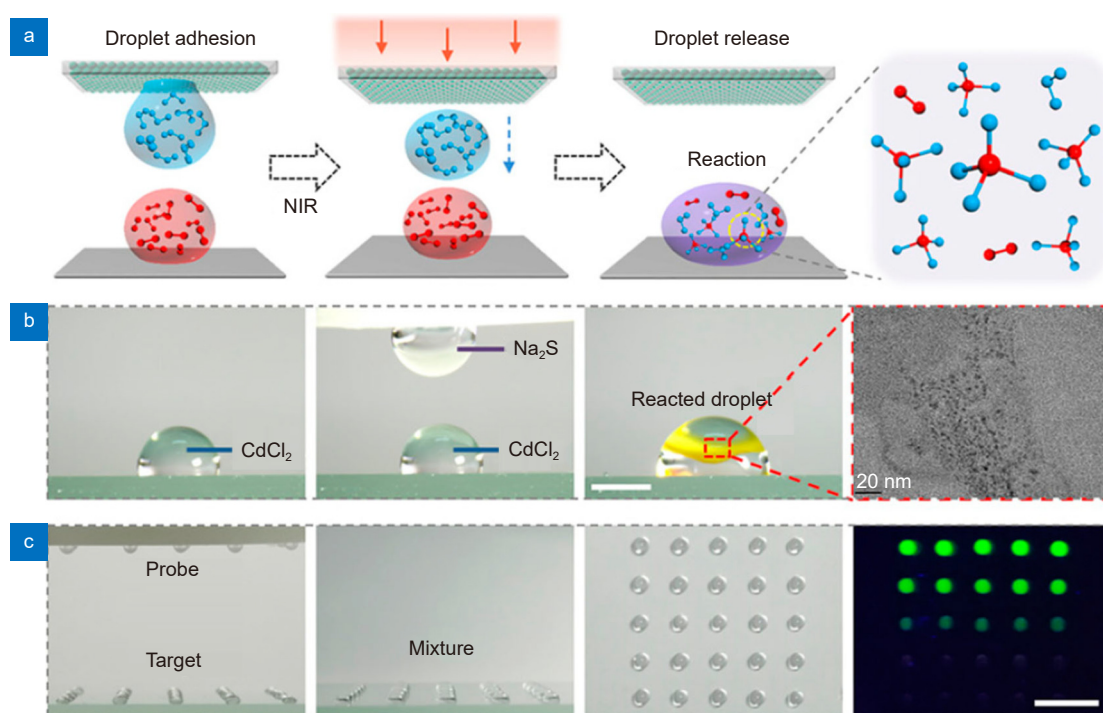 a
Droplet adhesion
Droplet release
NIR
Reaction
b
Na₂S
CdCl₂
CdCl₂
Reacted droplet
20 nm
c
Probe
Target
Mixture